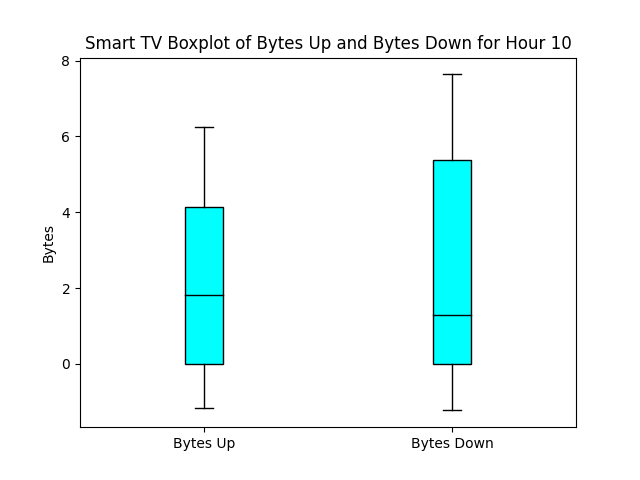 Smart TV Boxplot of Bytes Up and Bytes Down for Hour 10
8
6
4
2
0
Bytes
Bytes Up
Bytes Down